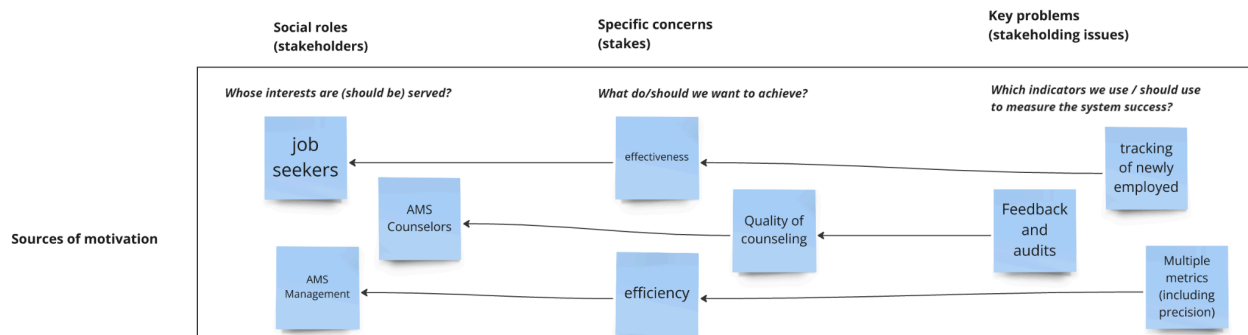 Social roles
(stakeholders)
Specific concerns
(stakes)
Key problems
(stakeholding issues)
Whose interests are (should be) served?
What do/should we want to achieve?
Which indicators we use / should use
to measure the system success?
job
seekers
effectiveness
tracking
of newly
employed
AMS
Counselors
Quality of
counseling
Feedback
and
audits
Sources of motivation
AMS
Management
efficiency
Multiple
metrics
(including
precision)